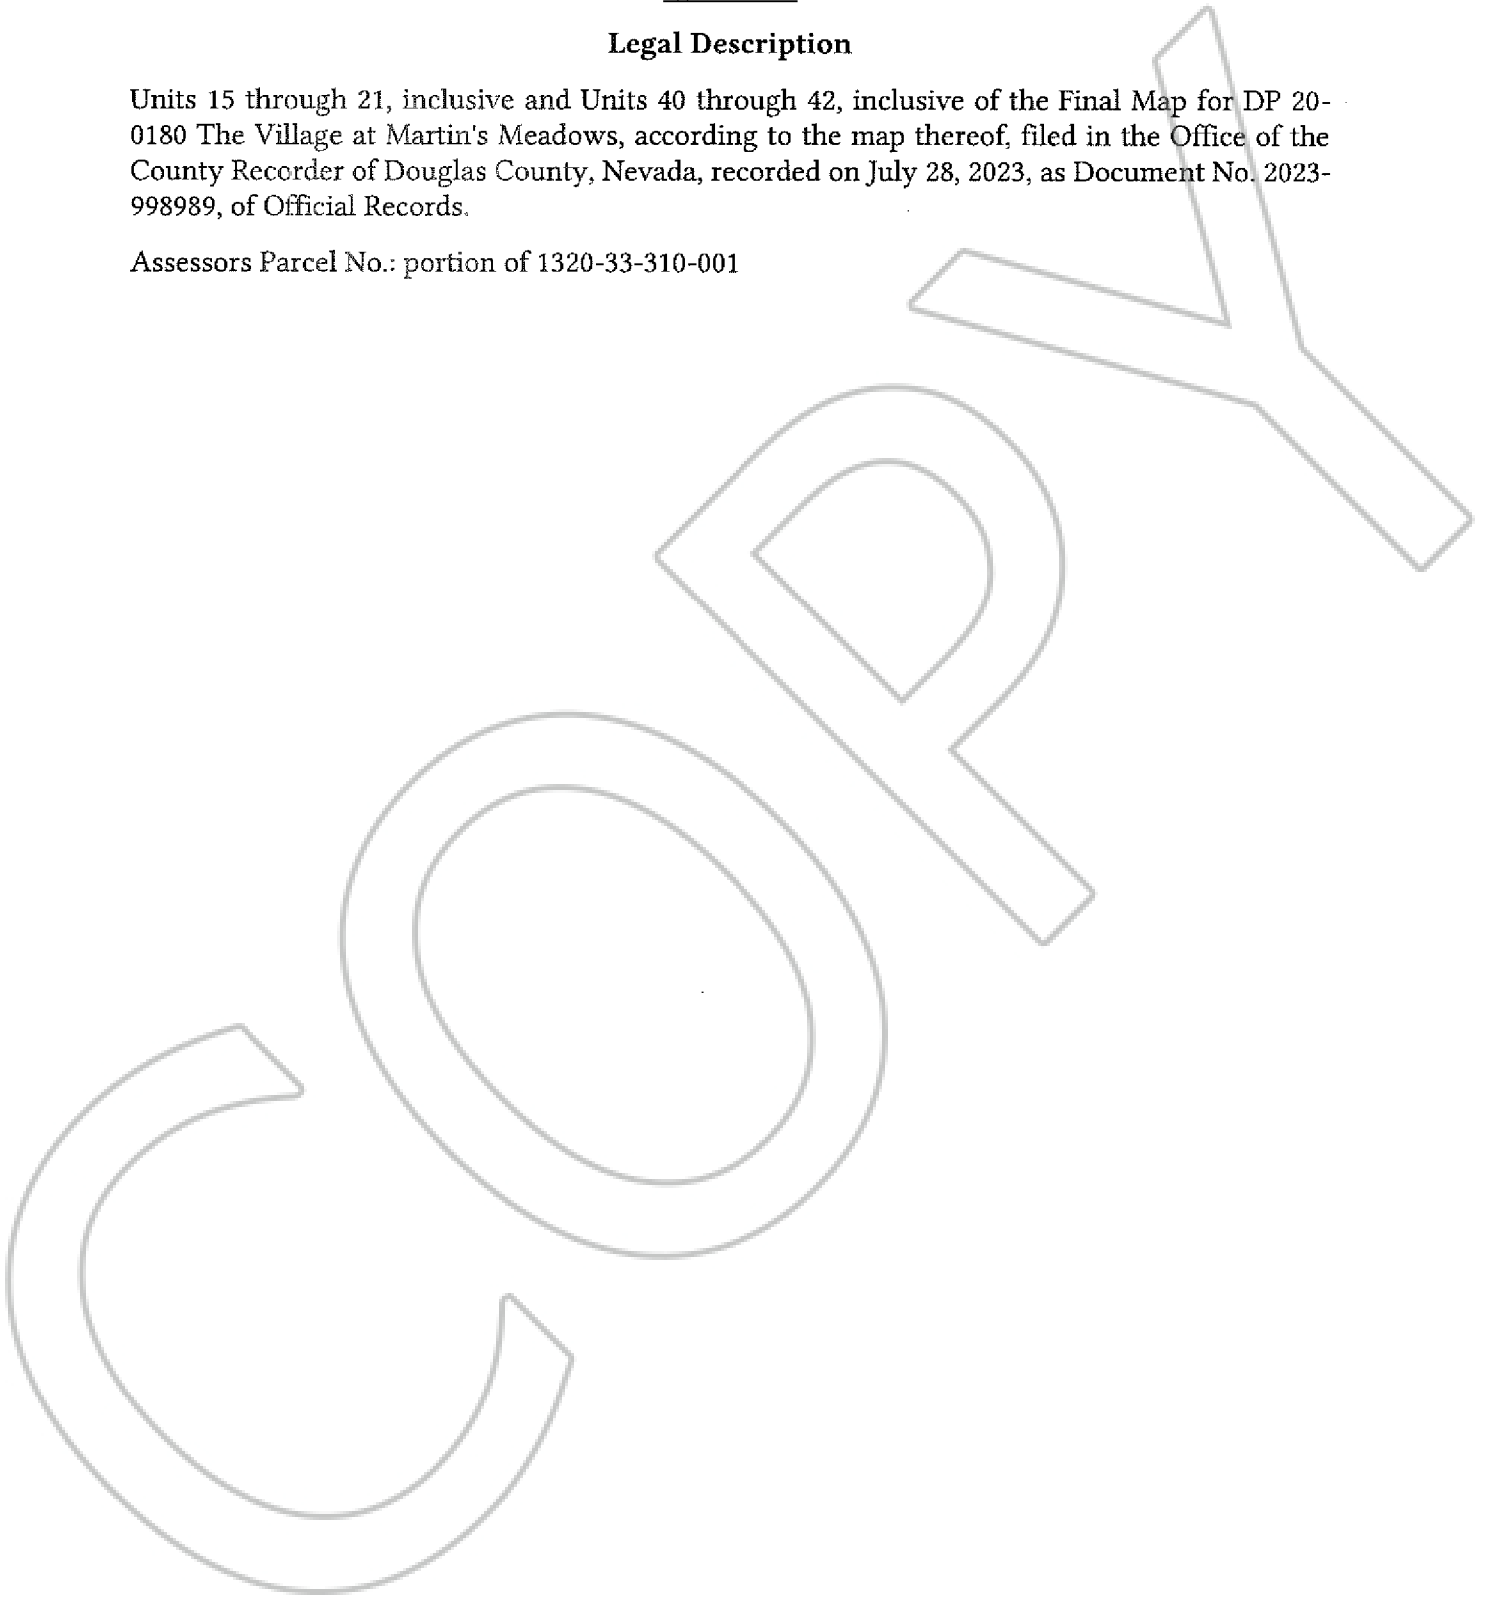 Legal Description
Units 15 through 21, inclusive and Units 40 through 42, inclusive of the Final Map for DP 20-
0180 The Village at Martin's Meadows, according to the map thereof, filed in the Office of the
County Recorder of Douglas County, Nevada, recorded on July 28, 2023, as Document No. 2023-
998989, of Official Records.
Assessors Parcel No.: portion of 1320-33-310-001
COPY